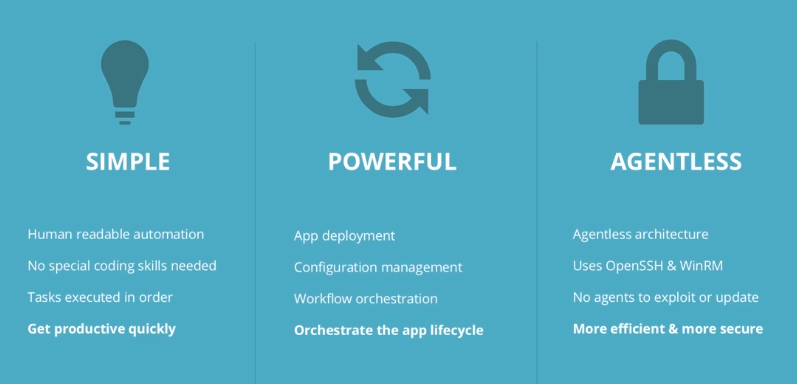 SIMPLE
Human readable automation
No special coding skills needed
Tasks executed in order
Get productive quickly
POWERFUL
App deployment
Configuration management
Workflow orchestration
Orchestrate the app lifecycle
AGENTLESS
Agentless architecture
Uses OpenSSH & WinRM
No agents to exploit or update
More efficient & more secure